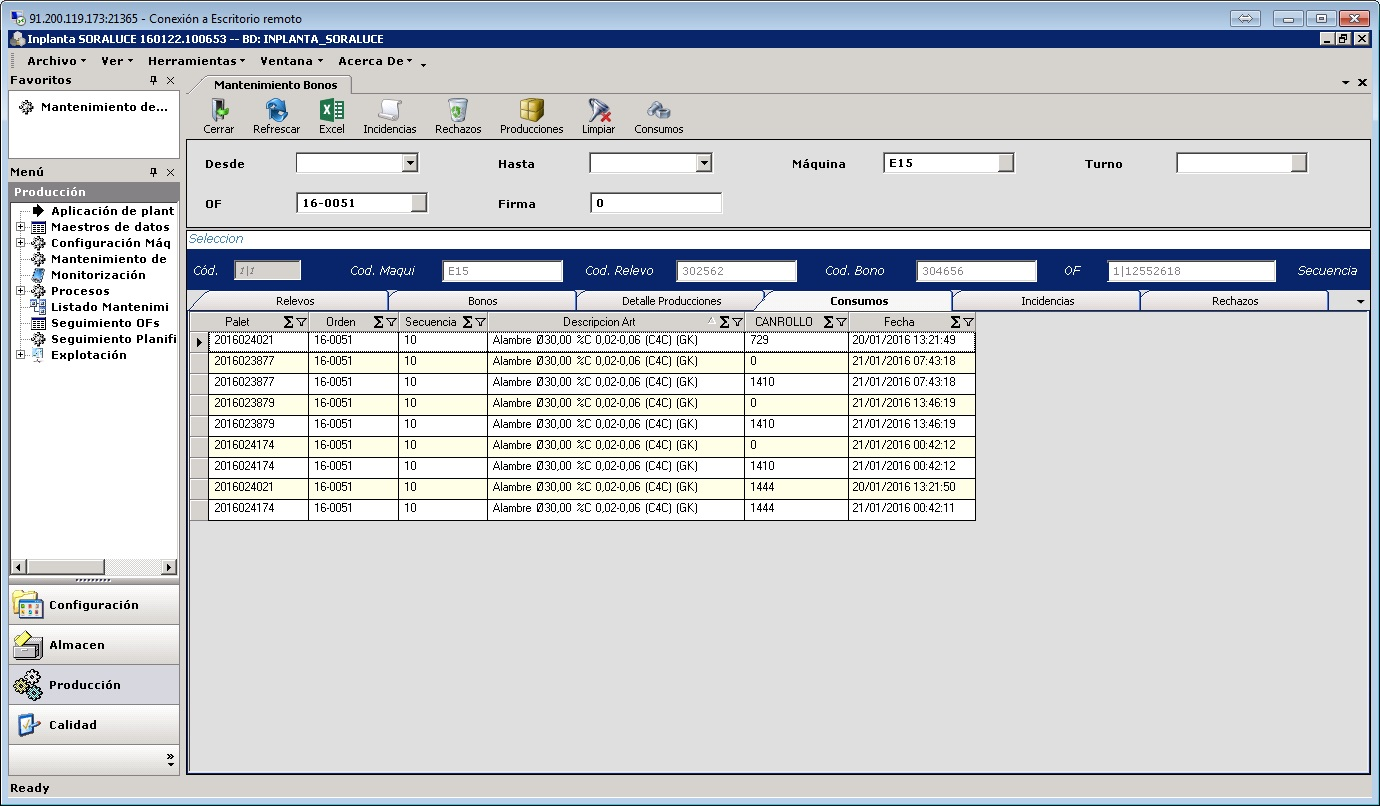 91.200.119.173:21365 - Conexión a Escritorio remoto
Inplanta SORALUCE 160122.100653 -- BD: INPLANTA_SORALUCE
Archivo Ver Herramientas Ventana Acerca De
Favoritos
Mantenimiento de...
Menú
Producción
Aplicación de plant
Maestros de datos
Configuración Máq
Mantenimiento de
Monitorización
Procesos
Listado Mantenimi
Seguimiento OFs
Seguimiento Planifi
Explotación
Configuración
Almacen
Producción
Calidad
»
Ready
Mantenimiento Bonos
Cerrar Refrescar Excel Incidencias Rechazos Producciones Limpiar Consumos
Desde Hasta Máquina E15 Turno
OF 16-0051 Firma 0
Seleccion
Cód. 1|1 Cod. Maqui E15 Cod. Relevo 302562 Cod. Bono 304656 OF 1|12552618 Secuencia
Relevos Bonos Detalle Producciones Consumos Incidencias Rechazos
Palet Σ Orden Σ Secuencia Σ Descripcion Art Σ CANROLLO Σ Fecha Σ
2016024021 16-0051 10 Alambre Ø30,00 %C 0,02-0,06 (C4C) (GK) 729 20/01/2016 13:21:49
2016023877 16-0051 10 Alambre Ø30,00 %C 0,02-0,06 (C4C) (GK) 0 21/01/2016 07:43:18
2016023877 16-0051 10 Alambre Ø30,00 %C 0,02-0,06 (C4C) (GK) 1410 21/01/2016 07:43:18
2016023879 16-0051 10 Alambre Ø30,00 %C 0,02-0,06 (C4C) (GK) 0 21/01/2016 13:46:19
2016023879 16-0051 10 Alambre Ø30,00 %C 0,02-0,06 (C4C) (GK) 1410 21/01/2016 13:46:19
2016024174 16-0051 10 Alambre Ø30,00 %C 0,02-0,06 (C4C) (GK) 0 21/01/2016 00:42:12
2016024174 16-0051 10 Alambre Ø30,00 %C 0,02-0,06 (C4C) (GK) 1410 21/01/2016 00:42:12
2016024021 16-0051 10 Alambre Ø30,00 %C 0,02-0,06 (C4C) (GK) 1444 20/01/2016 13:21:50
2016024174 16-0051 10 Alambre Ø30,00 %C 0,02-0,06 (C4C) (GK) 1444 21/01/2016 00:42:11